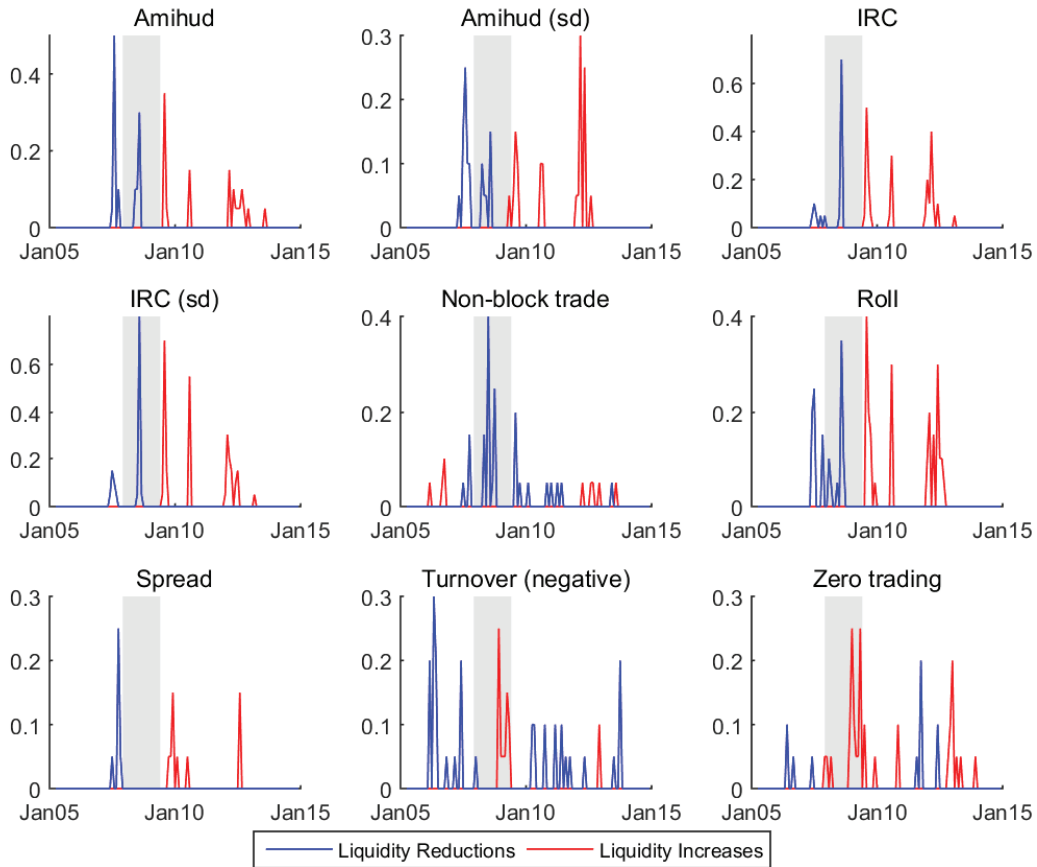 Amihud
Amihud (sd)
IRC
0.4
0.2
0
Jan05 Jan10 Jan15
0.3
0.2
0.1
0
Jan05 Jan10 Jan15
0.6
0.4
0.2
0
Jan05 Jan10 Jan15
IRC (sd)
Non-block trade
Roll
0.6
0.4
0.2
0
Jan05 Jan10 Jan15
0.4
0.2
0
Jan05 Jan10 Jan15
0.4
0.2
0
Jan05 Jan10 Jan15
Spread
Turnover (negative)
Zero trading
0.3
0.2
0.1
0
Jan05 Jan10 Jan15
0.3
0.2
0.1
0
Jan05 Jan10 Jan15
0.3
0.2
0.1
0
Jan05 Jan10 Jan15
Liquidity Reductions
Liquidity Increases